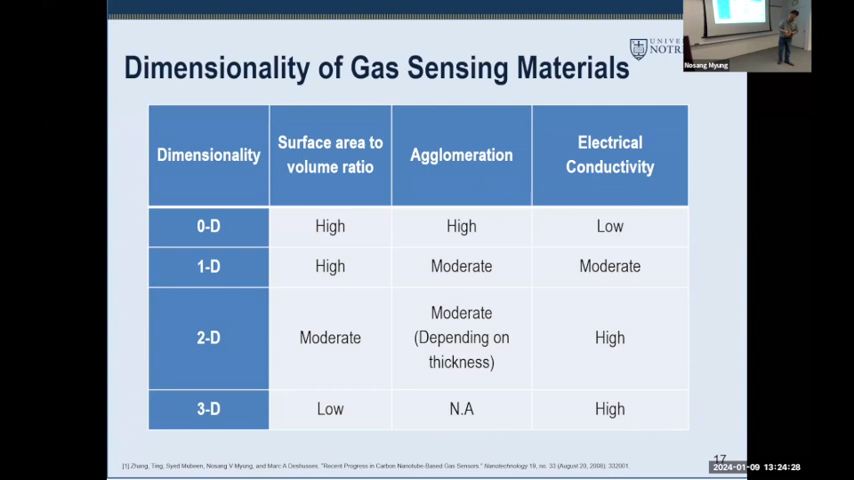 UNIVER
NOTR
Nosang Myung
Dimensionality of Gas Sensing Materials
Dimensionality
Surface area to
volume ratio
Agglomeration
Electrical
Conductivity
0-D
High
High
Low
1-D
High
Moderate
Moderate
2-D
Moderate
Moderate
(Depending on
thickness)
High
3-D
Low
N.A
High
17
[1] Zhang, Ting, Syed Mubeen, Nosang V Myung, and Marc A Deshusses. "Recent Progress in Carbon Nanotube-Based Gas Sensors." Nanotechnology 19, no. 33 (August 20, 2008): 332001.
2024-01-09 13:24:28